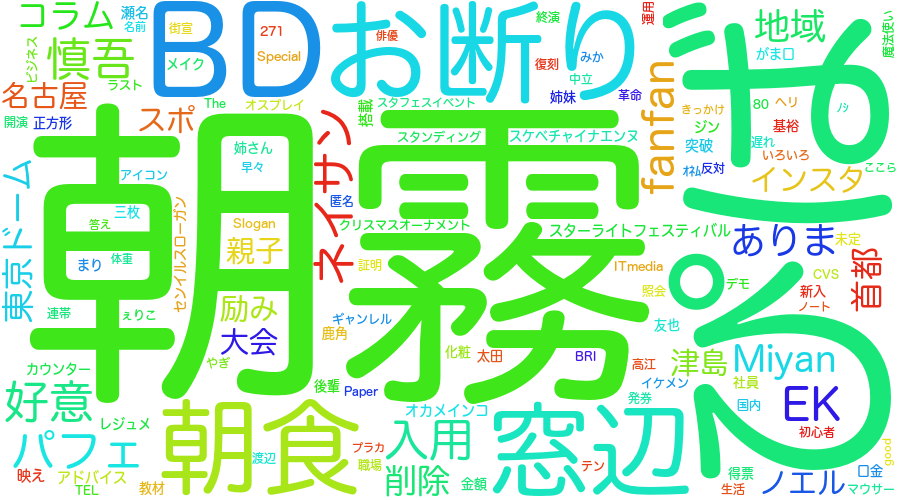 コラム
瀬名
名前
街宣
BD
271
Special
俳優
お断り
終演
みか
復刻
中立
運用
地域
がま口
魔法使い
ビジネス
慎吾
メイク
ラスト
名古屋
スポ
The
オスプレイ
搭載
スタフェスイベント
姉妹
革命
fanfan
きっかけ
80
ヘリ
ジン
基裕
遅れ
開演
正方形
朝霧
姉さん
早々
ネイサン
スタンディング
スケベチャイナエンヌ
突破
反対
いろいろ
ここら
アイコン
匿名
インスタ
東京ドーム
三枚
答え
センイルスローガン
Slogan
クリスマスオーナメント
スターライトフェスティバル
ありま
未定
まり
体重
親子
証明
ITmedia
デモ
CVS
首都
照会
新入
ノート
連帯
ぇりこ
励み
ギャンレル
鹿角
友也
大会
化粧
太田
BRI
高江
津島
Miyan
カウンター
やぎ
後輩
Paper
イケメン
社員
好意
レジュメ
朝食
オカメインコ
発券
国内
EK
パフェ
入用
窓辺
初心者
プラカ
渡辺
職場
テン
得票
good
映え
アドバイス
TEL
教材
削除
金額
生活
ノエル
口金
マウサー